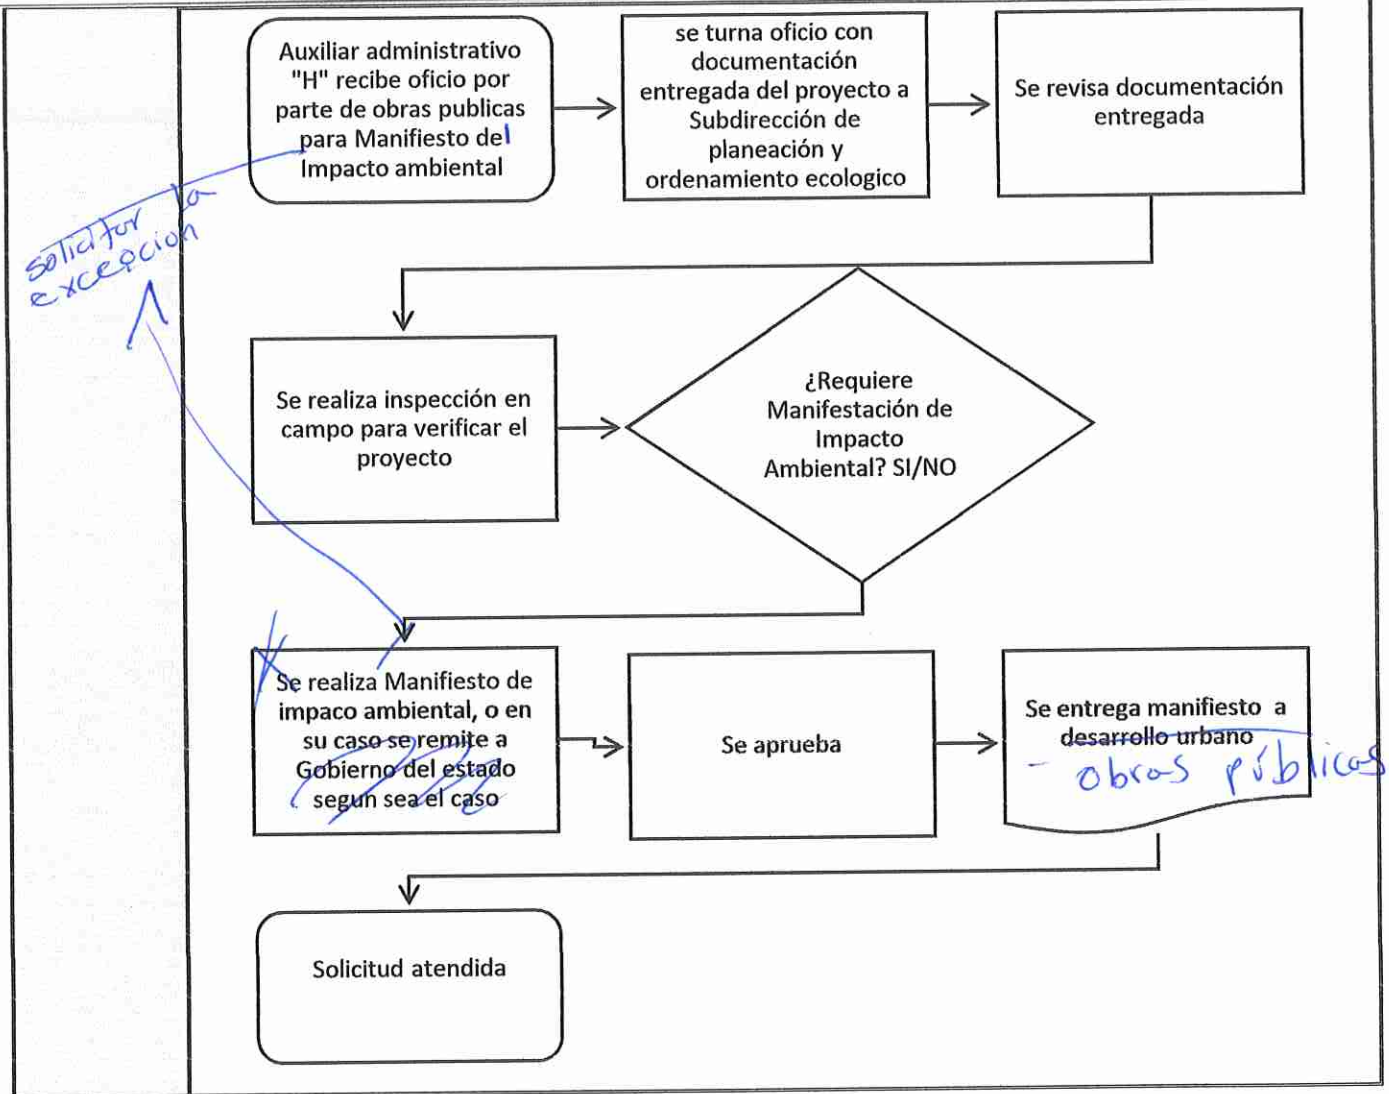 Auxiliar administrativo
"H" recibe oficio por
parte de obras publicas
para Manifiesto del
Impacto ambiental
se turna oficio con
documentación
entregada del proyecto a
Subdirección de
planeación y
ordenamiento ecologico
Se revisa documentación
entregada
solicitar la
excepcion
Se realiza inspección en
campo para verificar el
proyecto
¿Requiere
Manifestación de
Impacto
Ambiental? SI/NO
Se realiza Manifiesto de
impaco ambiental, o en
su caso se remite a
Gobierno del estado
segun sea el caso
Se aprueba
Se entrega manifiesto a
desarrollo urbano
- obras públicas
Solicitud atendida